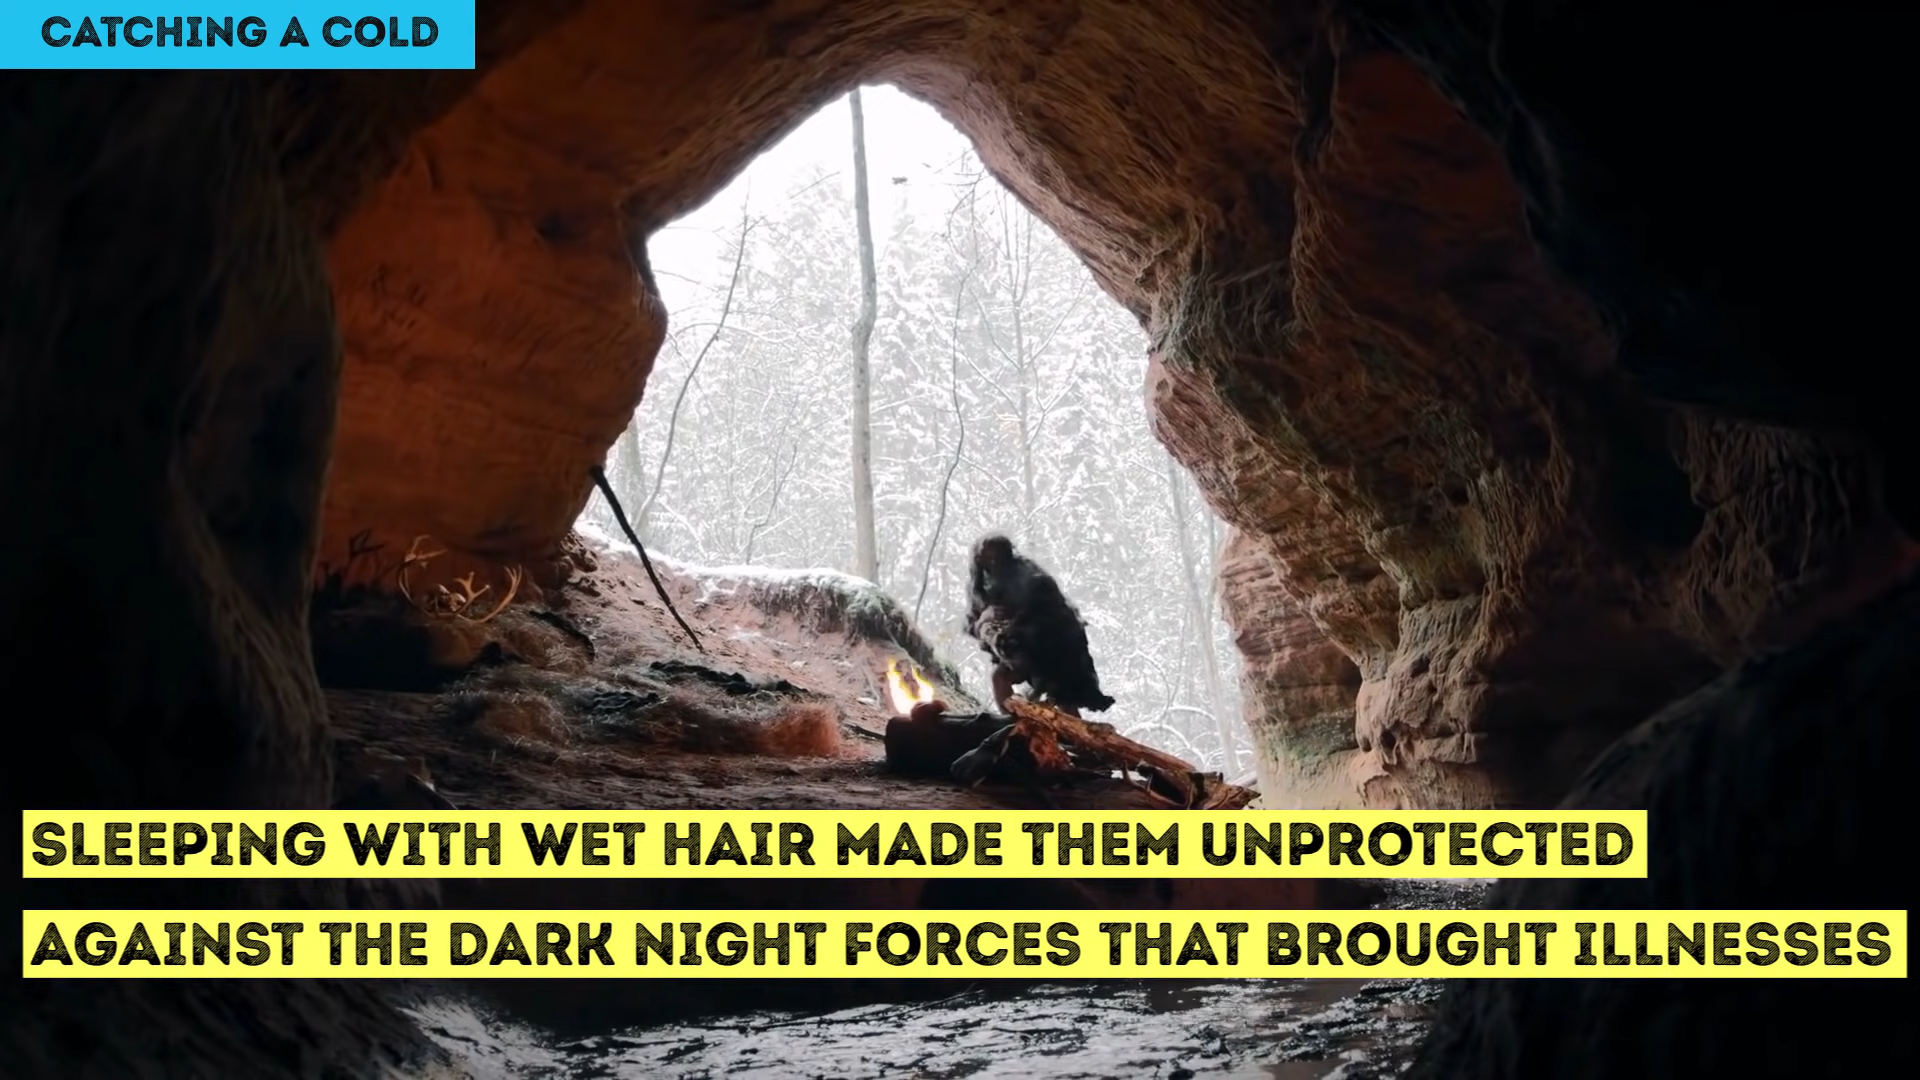 CATCHING A COLD
SLEEPING WITH WET HAIR MADE THEM UNPROTECTED
AGAINST THE DARK NIGHT FORCES THAT BROUGHT ILLNESSES